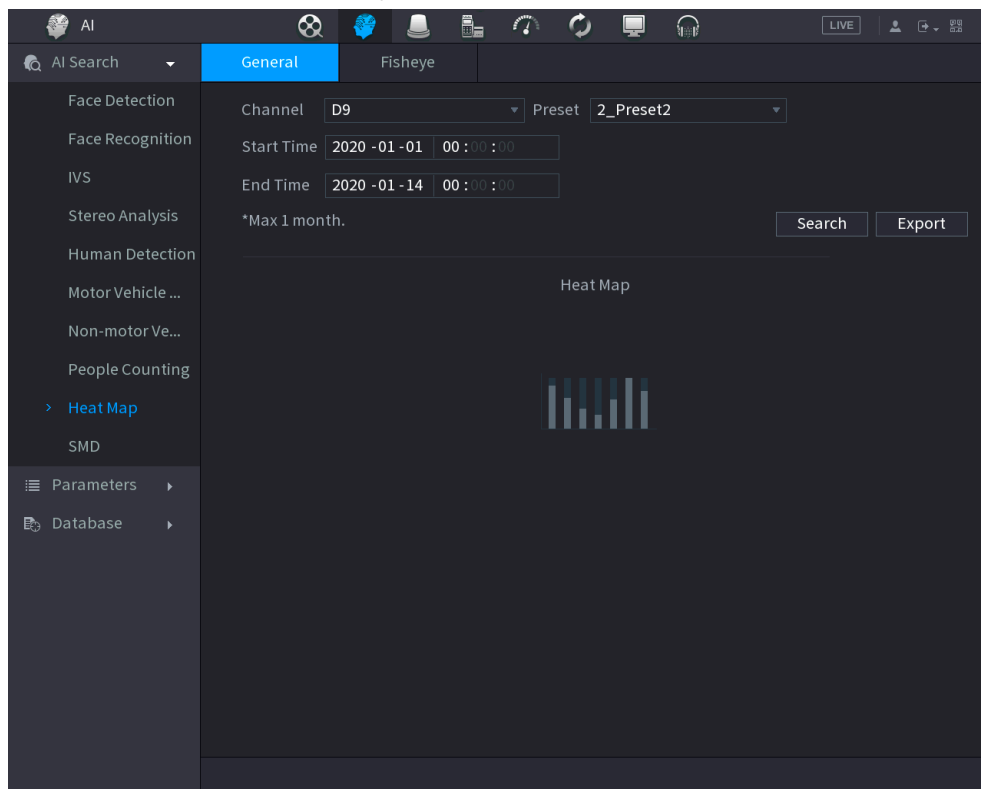 AI
LIVE
AI Search
General
Fisheye
Face Detection
Face Recognition
IVS
Stereo Analysis
Human Detection
Motor Vehicle ...
Non-motor Ve...
People Counting
Heat Map
SMD
Parameters
Database
Channel D9 Preset 2_Preset2
Start Time 2020 -01 -01 00 :00 :00
End Time 2020 -01 -14 00 :00 :00
*Max 1 month.
Search Export
Heat Map